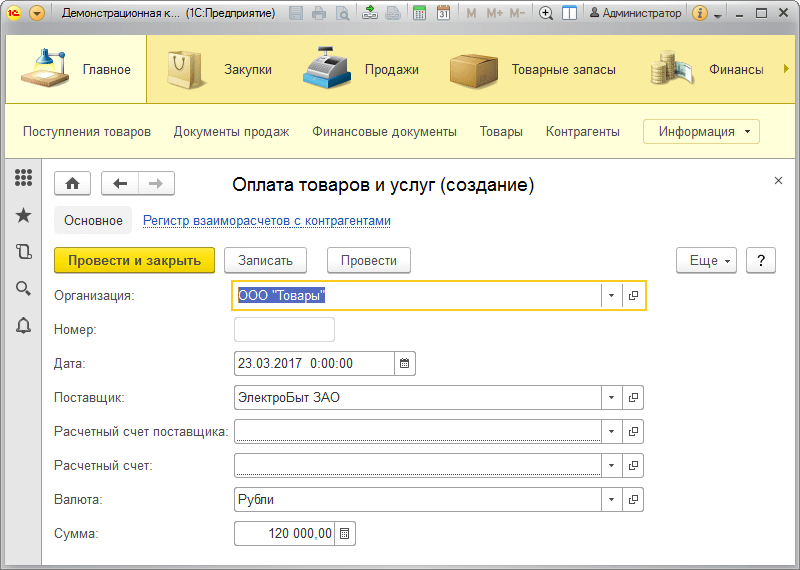 1С Демонстрационная к... (1С:Предприятие) 31 M M+ M- Администратор i
Главное Закупки Продажи Товарные запасы Финансы
Поступления товаров Документы продаж Финансовые документы Товары Контрагенты Информация
Оплата товаров и услуг (создание)
Основное Регистр взаиморасчетов с контрагентами
Провести и закрыть Записать Провести Еще ?
Организация: ООО "Товары"
Номер:
Дата: 23.03.2017 0:00:00
Поставщик: ЭлектроБыт ЗАО
Расчетный счет поставщика:
Расчетный счет:
Валюта: Рубли
Сумма: 120 000,00